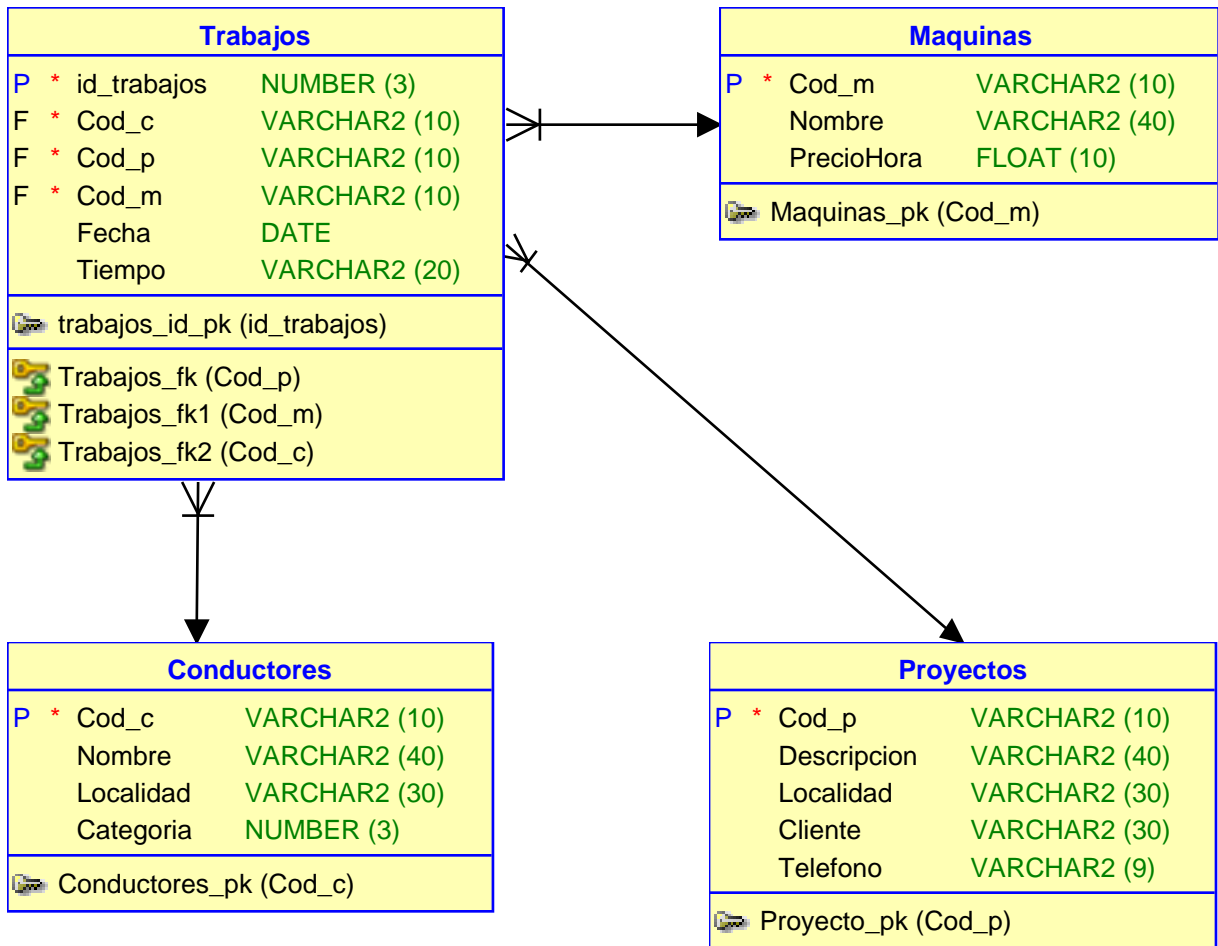 Trabajos
P * id_trabajos NUMBER (3)
F * Cod_c VARCHAR2 (10)
F * Cod_p VARCHAR2 (10)
F * Cod_m VARCHAR2 (10)
Fecha DATE
Tiempo VARCHAR2 (20)
trabajos_id_pk (id_trabajos)
Trabajos_fk (Cod_p)
Trabajos_fk1 (Cod_m)
Trabajos_fk2 (Cod_c)
Maquinas
P * Cod_m VARCHAR2 (10)
Nombre VARCHAR2 (40)
PrecioHora FLOAT (10)
Maquinas_pk (Cod_m)
Conductores
P * Cod_c VARCHAR2 (10)
Nombre VARCHAR2 (40)
Localidad VARCHAR2 (30)
Categoria NUMBER (3)
Conductores_pk (Cod_c)
Proyectos
P * Cod_p VARCHAR2 (10)
Descripcion VARCHAR2 (40)
Localidad VARCHAR2 (30)
Cliente VARCHAR2 (30)
Telefono VARCHAR2 (9)
Proyecto_pk (Cod_p)